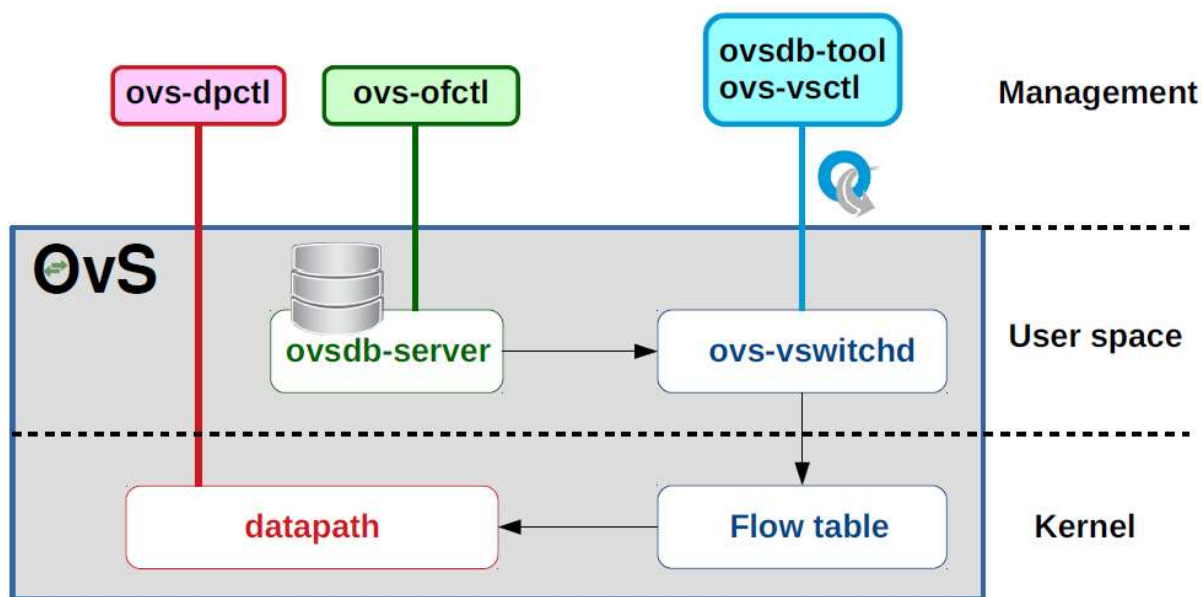 ovs-dpctl
ovs-ofctl
ovsdb-tool
ovs-vsctl
Management
OvS
ovsdb-server
ovs-vswitchd
User space
datapath
Flow table
Kernel